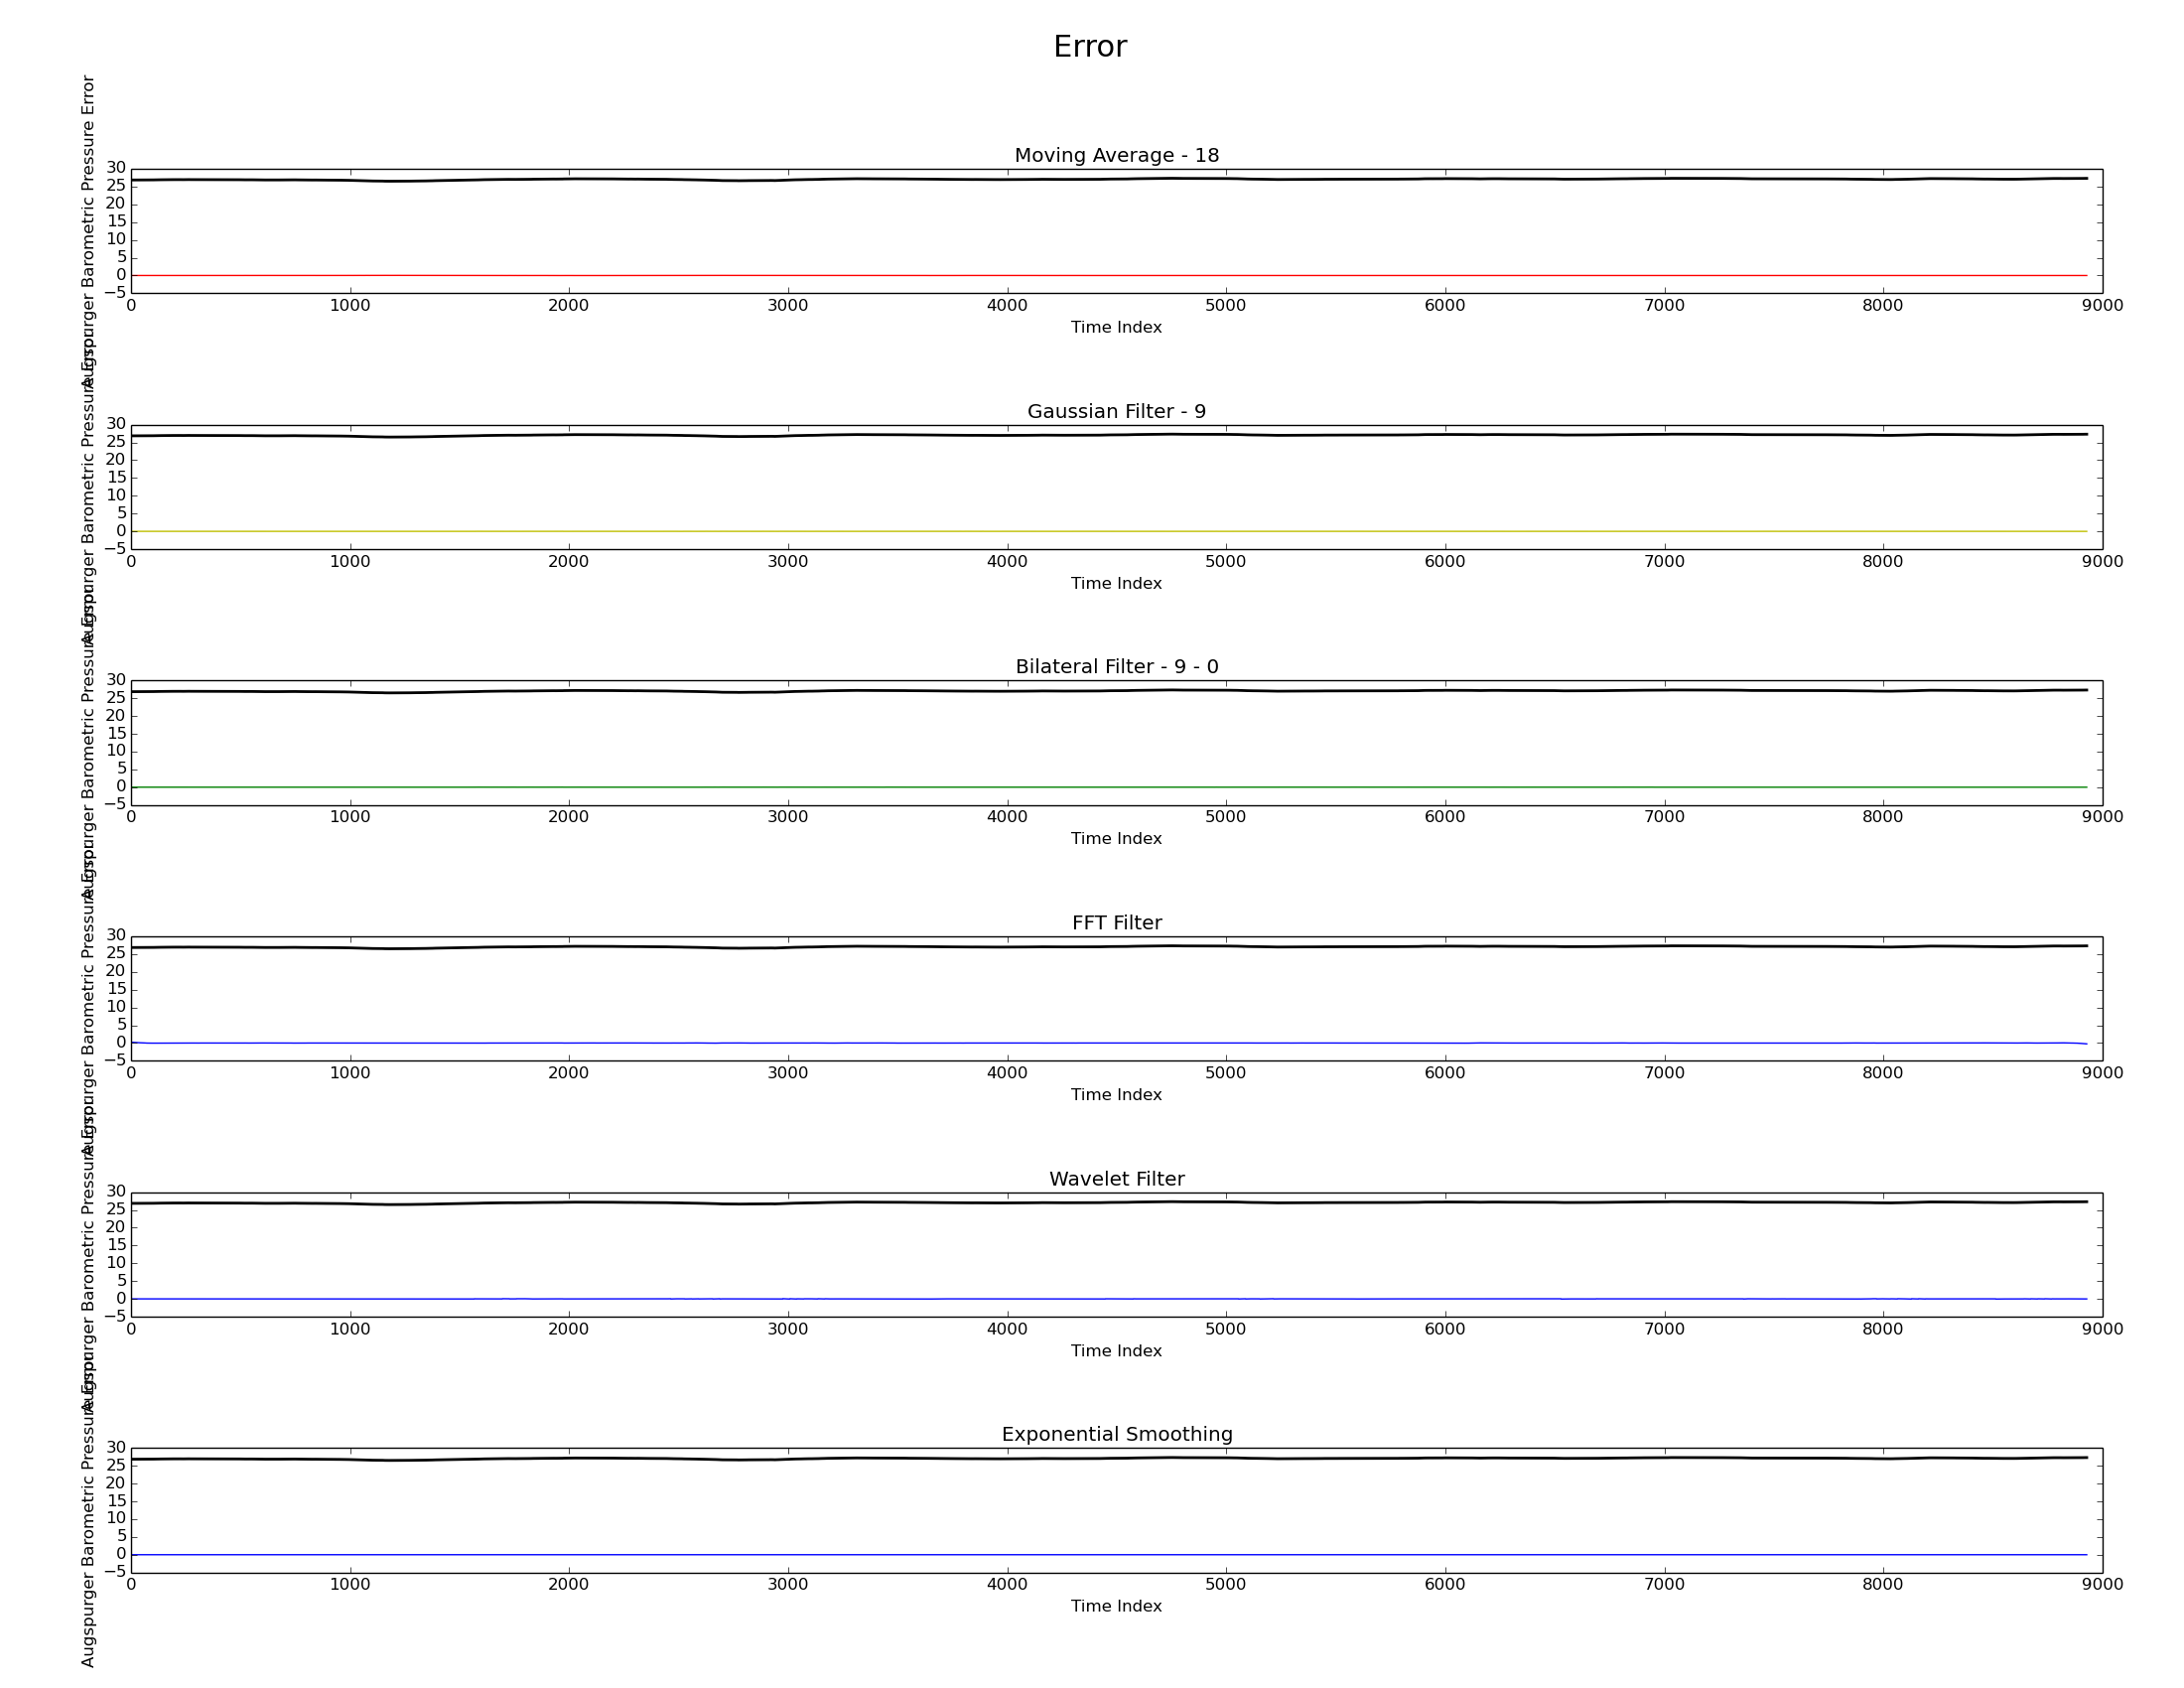 Error
Moving Average - 18
Augspurger Barometric Pressure Error
30
25
20
15
10
5
0
−5
0 1000 2000 3000 4000 5000 6000 7000 8000 9000
Time Index
Gaussian Filter - 9
Augspurger Barometric Pressure Error
30
25
20
15
10
5
0
−5
0 1000 2000 3000 4000 5000 6000 7000 8000 9000
Time Index
Bilateral Filter - 9 - 0
Augspurger Barometric Pressure Error
30
25
20
15
10
5
0
−5
0 1000 2000 3000 4000 5000 6000 7000 8000 9000
Time Index
FFT Filter
Augspurger Barometric Pressure Error
30
25
20
15
10
5
0
−5
0 1000 2000 3000 4000 5000 6000 7000 8000 9000
Time Index
Wavelet Filter
Augspurger Barometric Pressure Error
30
25
20
15
10
5
0
−5
0 1000 2000 3000 4000 5000 6000 7000 8000 9000
Time Index
Exponential Smoothing
Augspurger Barometric Pressure Error
30
25
20
15
10
5
0
−5
0 1000 2000 3000 4000 5000 6000 7000 8000 9000
Time Index